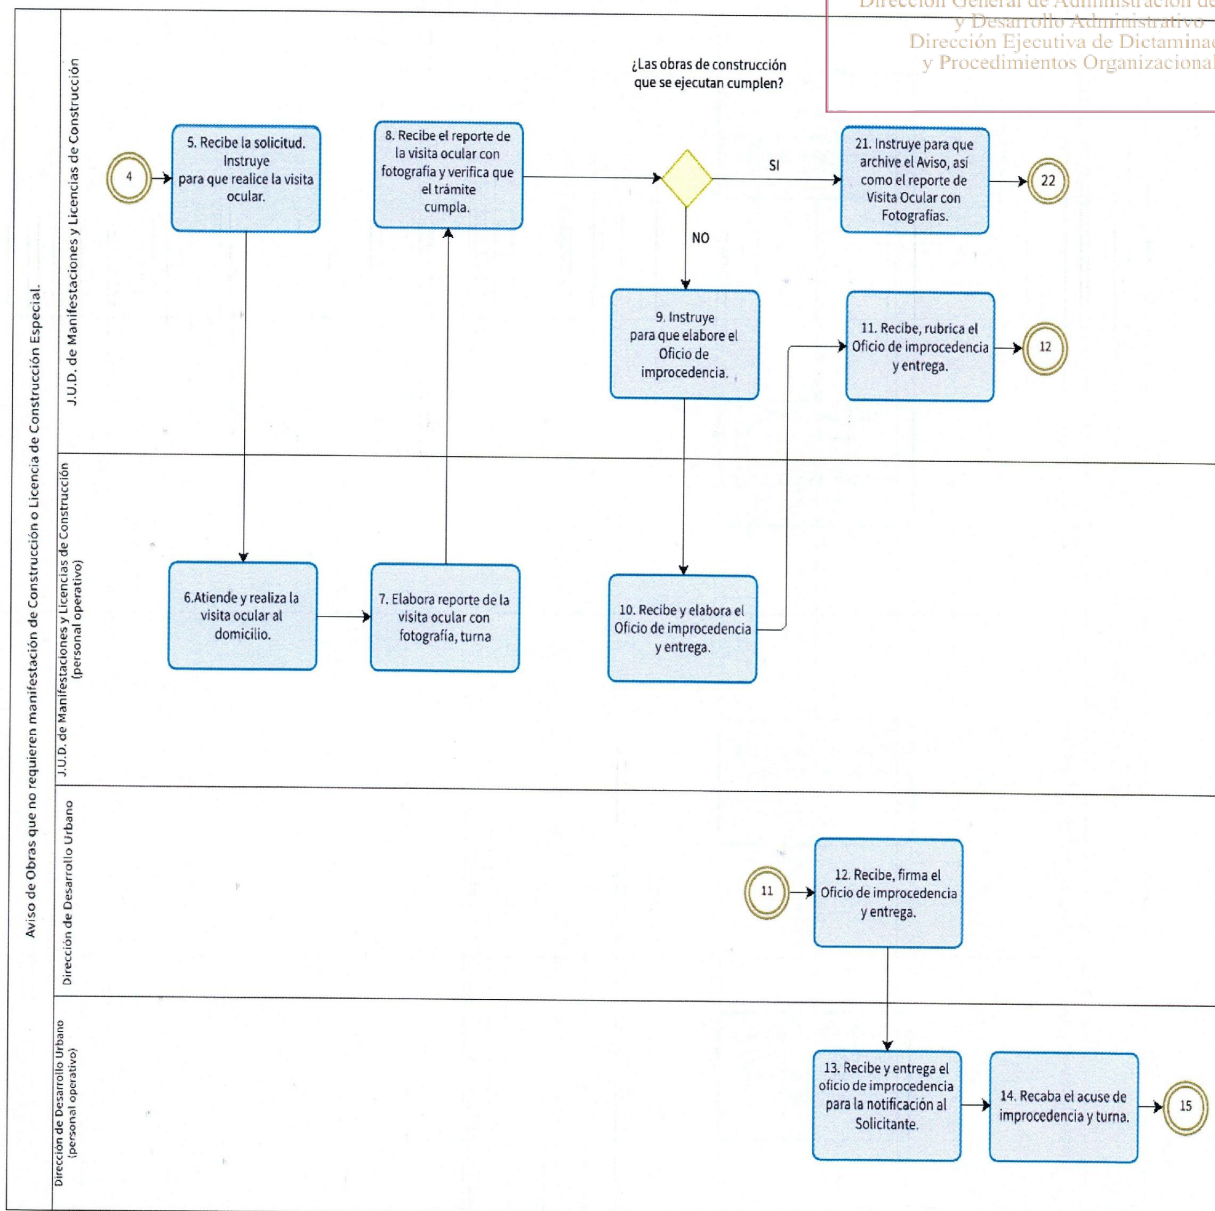 Dirección General de Administración de
y Desarrollo Administrativo
Dirección Ejecutiva de Dictamina
y Procedimientos Organizacional
Aviso de Obras que no requieren manifestación de Construcción o Licencia de Construcción Especial.
J.U.D. de Manifestaciones y Licencias de Construcción
¿Las obras de construcción
que se ejecutan cumplen?
4
5. Recibe la solicitud.
Instruye
para que realice la visita
ocular.
8. Recibe el reporte de
la visita ocular con
fotografía y verifica que
el trámite
cumpla.
SI
21. Instruye para que
archive el Aviso, así
como el reporte de
Visita Ocular con
Fotografías.
22
NO
9. Instruye
para que elabore el
Oficio de
improcedencia.
11. Recibe, rubrica el
Oficio de improcedencia
y entrega.
12
J.U.D. de Manifestaciones y Licencias de Construcción
(personal operativo)
6.Atiende y realiza la
visita ocular al
domicilio.
7. Elabora reporte de la
visita ocular con
fotografía, turna
10. Recibe y elabora el
Oficio de improcedencia
y entrega.
Dirección de Desarrollo Urbano
11
12. Recibe, firma el
Oficio de improcedencia
y entrega.
Dirección de Desarrollo Urbano
(personal operativo)
13. Recibe y entrega el
oficio de improcedencia
para la notificación al
Solicitante.
14. Recaba el acuse de
improcedencia y turna.
15